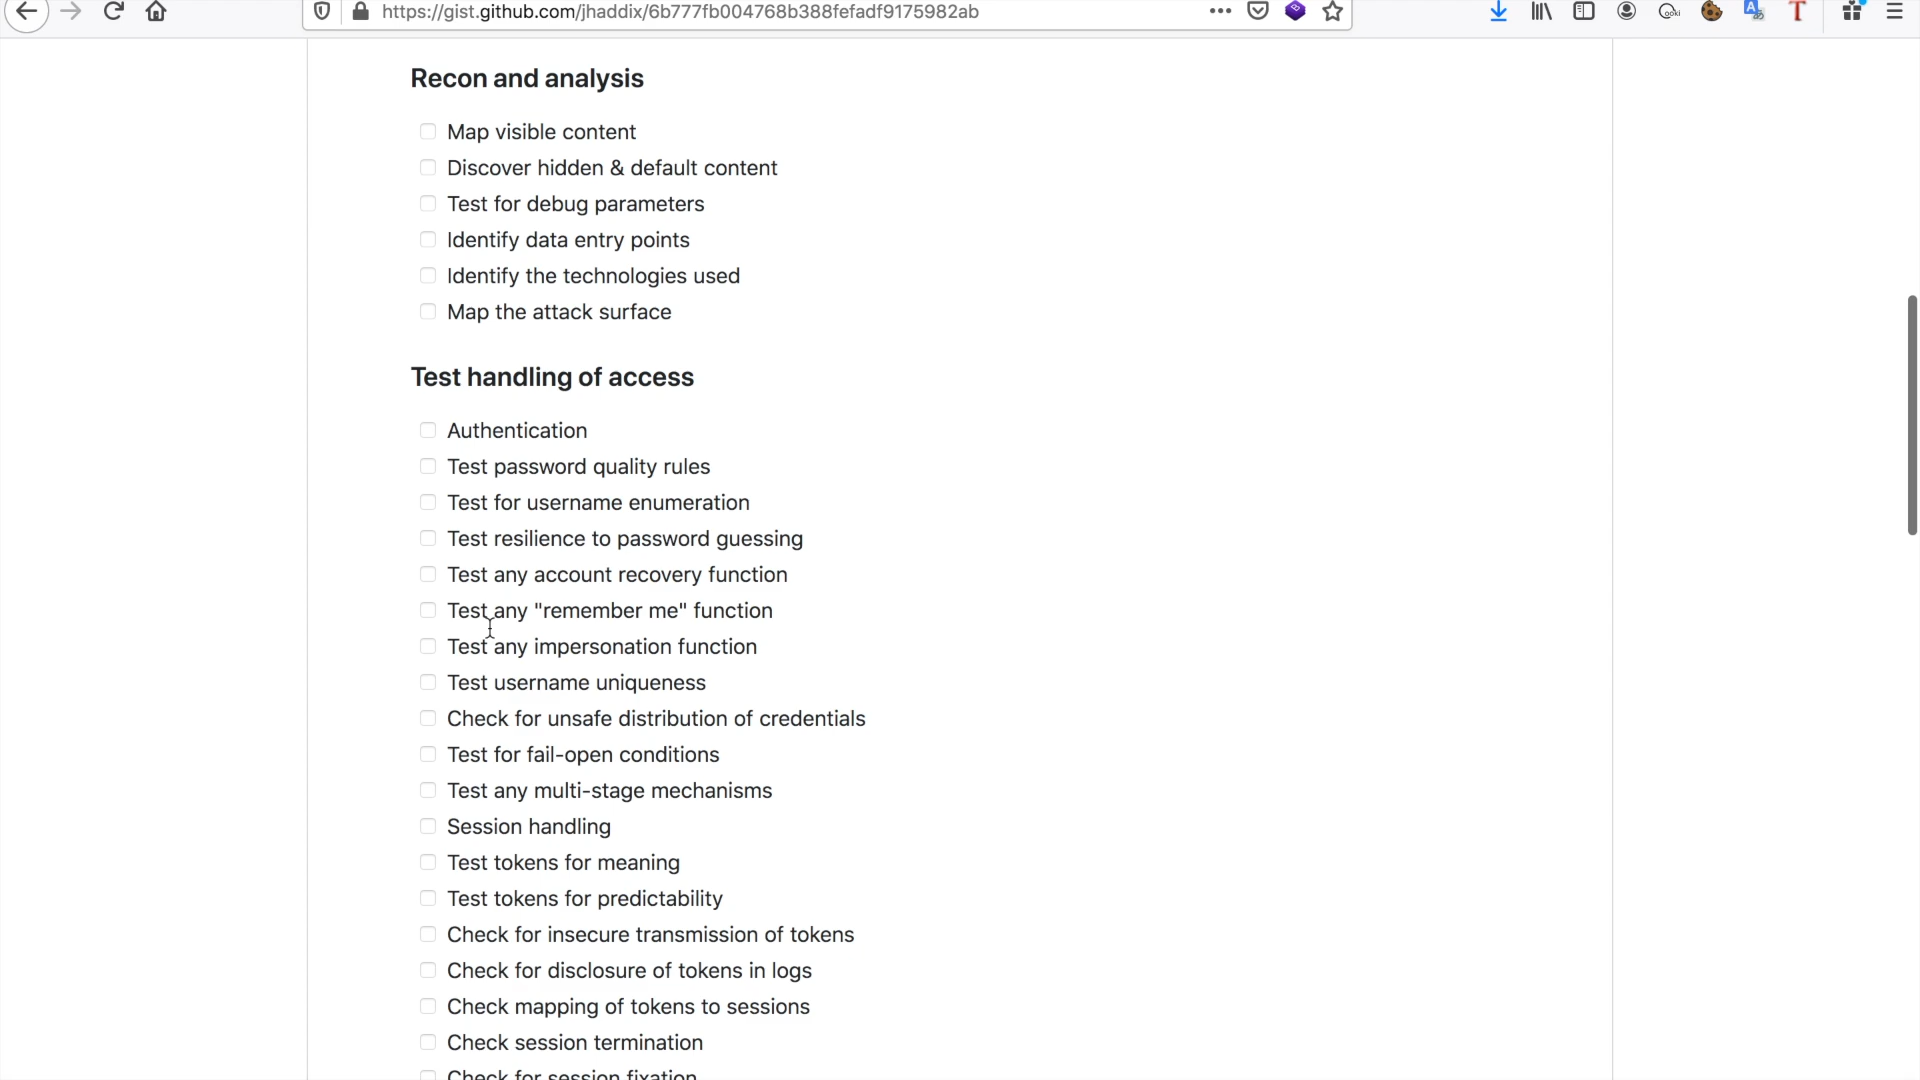 https://gist.github.com/jhaddix/6b777fb004768b388fefadf9175982ab
Recon and analysis
Map visible content
Discover hidden & default content
Test for debug parameters
Identify data entry points
Identify the technologies used
Map the attack surface
Test handling of access
Authentication
Test password quality rules
Test for username enumeration
Test resilience to password guessing
Test any account recovery function
Test any "remember me" function
Test any impersonation function
Test username uniqueness
Check for unsafe distribution of credentials
Test for fail-open conditions
Test any multi-stage mechanisms
Session handling
Test tokens for meaning
Test tokens for predictability
Check for insecure transmission of tokens
Check for disclosure of tokens in logs
Check mapping of tokens to sessions
Check session termination
Check for session fixation